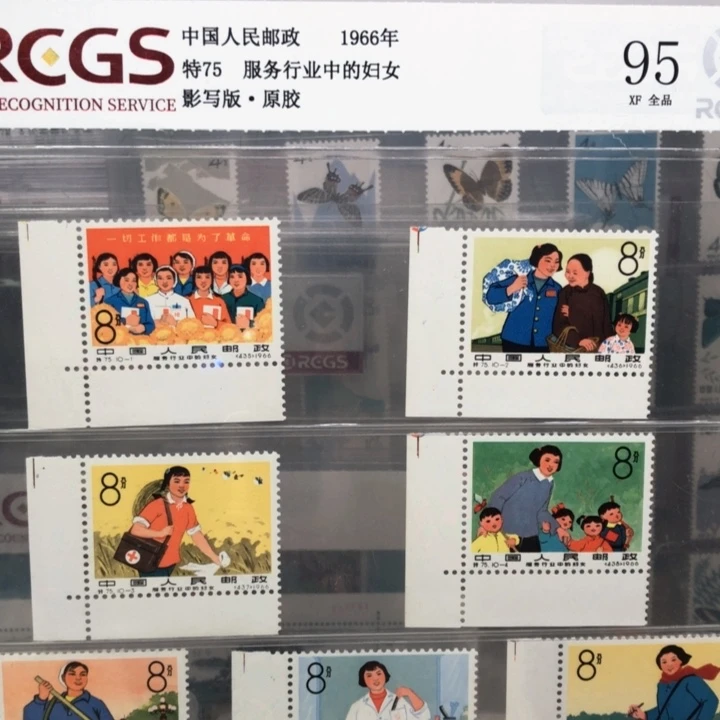 RCGS
RECOGNITION SERVICE
中国人民邮政 1966年
特75 服务行业中的妇女
影写版·原胶
95
XF 全品
一切工作都是为了革命
8分
中国人民邮政
特75.10-1 服务行业中的妇女 (435)1966
8分
中国人民邮政
特75.10-2 服务行业中的妇女 (436)1966
RCGS
8分
中国人民邮政
特75.10-3 服务行业中的妇女 (437)1966
8分
中国人民邮政
特75.10-4 服务行业中的妇女 (438)1966
8分
8分
8分